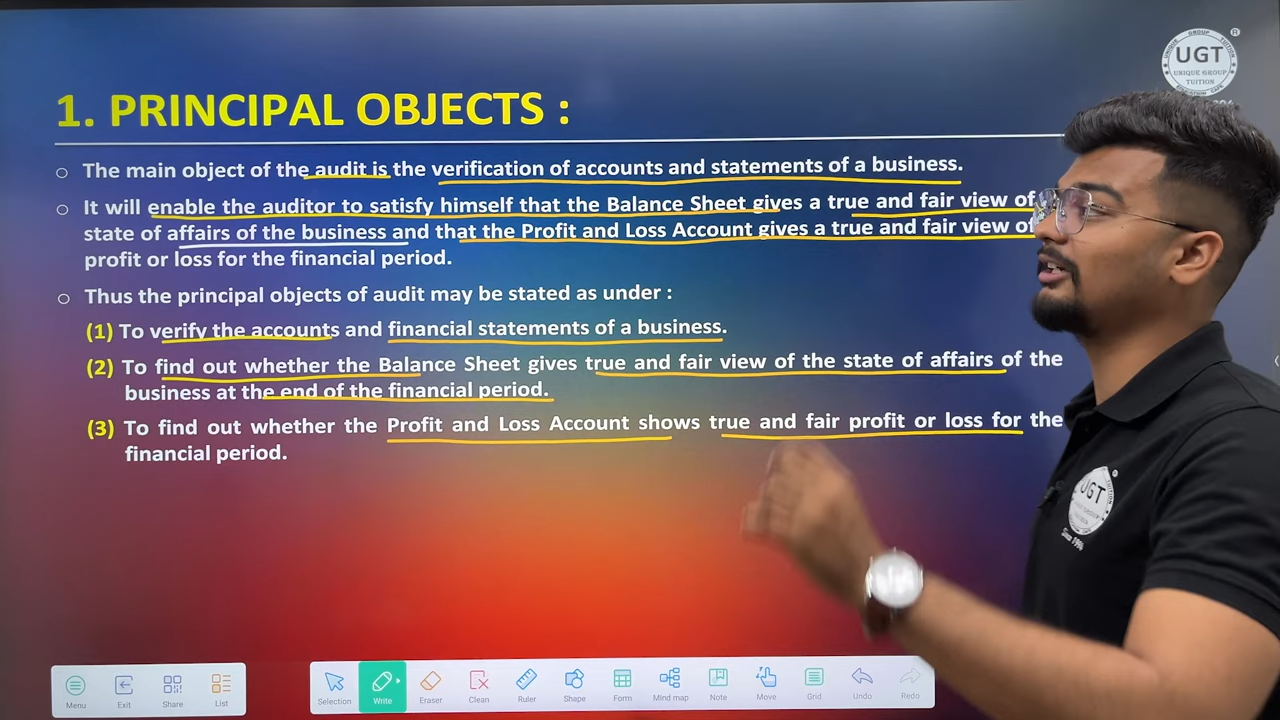 UGT
UNIQUE GROUP
TUITION
1. PRINCIPAL OBJECTS :
The main object of the audit is the verification of accounts and statements of a business.
It will enable the auditor to satisfy himself that the Balance Sheet gives a true and fair view of
state of affairs of the business and that the Profit and Loss Account gives a true and fair view of
profit or loss for the financial period.
Thus the principal objects of audit may be stated as under :
(1) To verify the accounts and financial statements of a business.
(2) To find out whether the Balance Sheet gives true and fair view of the state of affairs of the
business at the end of the financial period.
(3) To find out whether the Profit and Loss Account shows true and fair profit or loss for the
financial period.
UGT
Since 1996
Menu Exit Share List Selection Write Eraser Clean Ruler Shape Form Mind map Note Move Grid Undo Redo